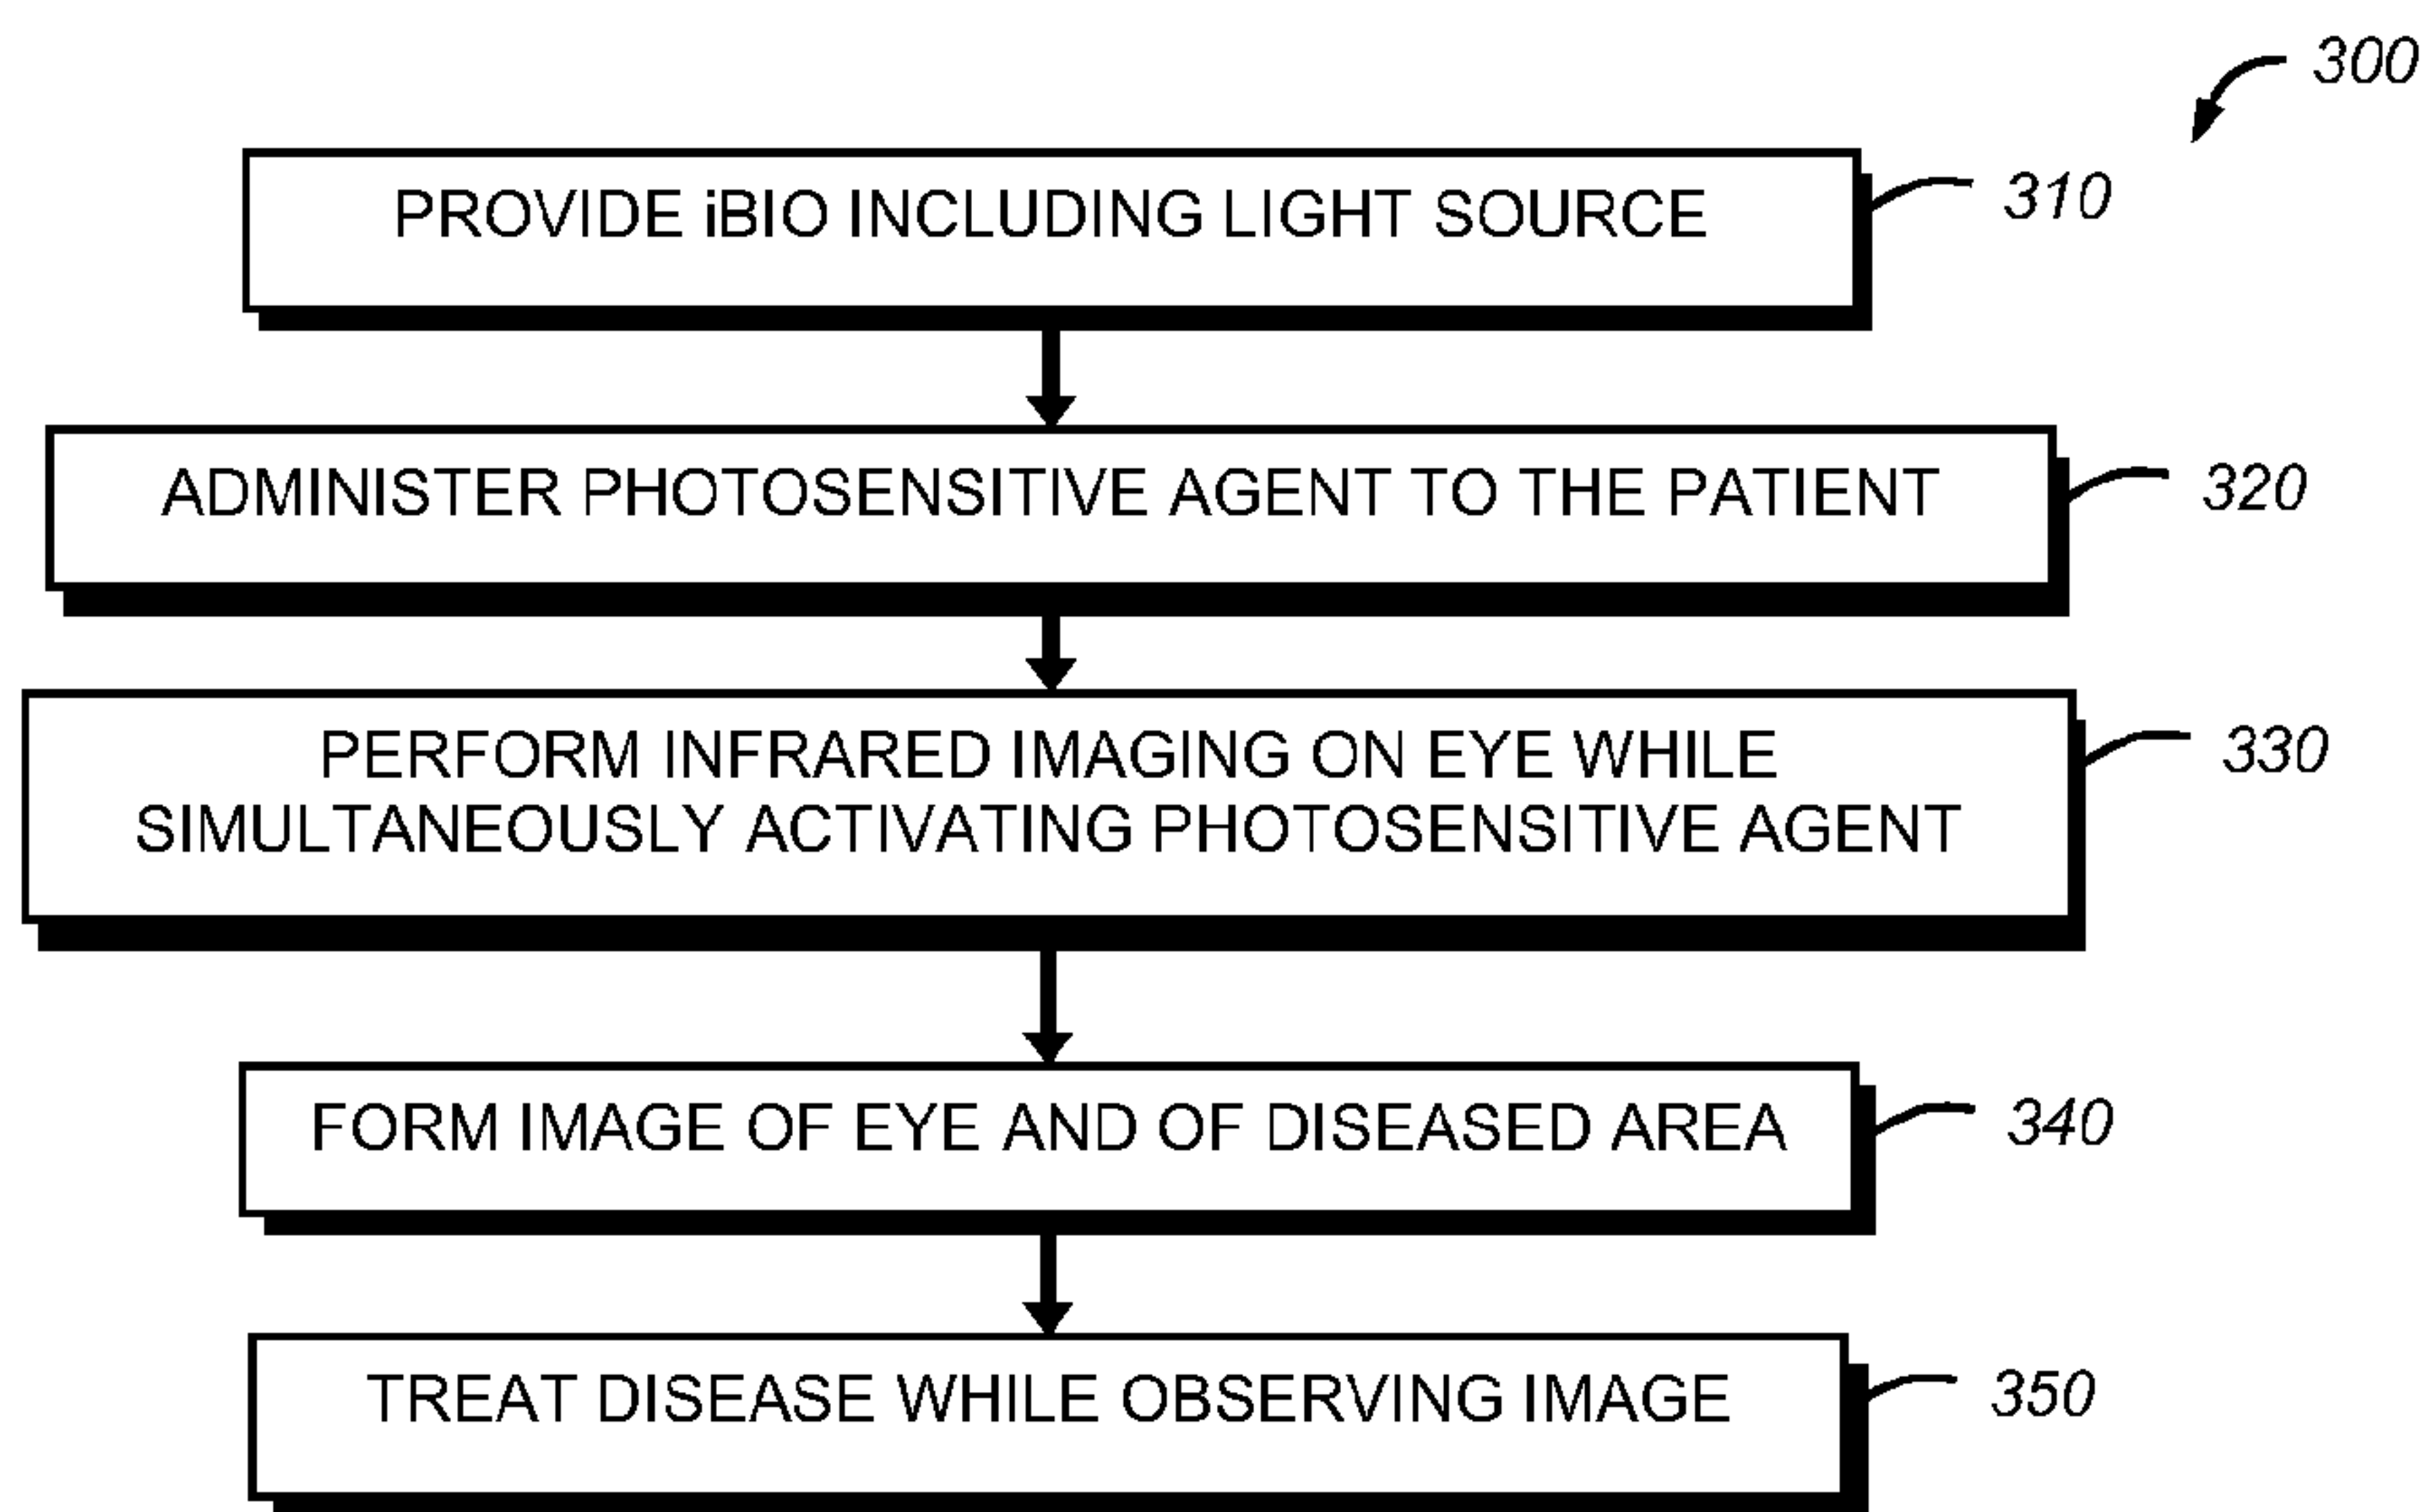 300
PROVIDE iBIO INCLUDING LIGHT SOURCE
310
ADMINISTER PHOTOSENSITIVE AGENT TO THE PATIENT
320
PERFORM INFRARED IMAGING ON EYE WHILE
SIMULTANEOUSLY ACTIVATING PHOTOSENSITIVE AGENT
330
FORM IMAGE OF EYE AND OF DISEASED AREA
340
TREAT DISEASE WHILE OBSERVING IMAGE
350